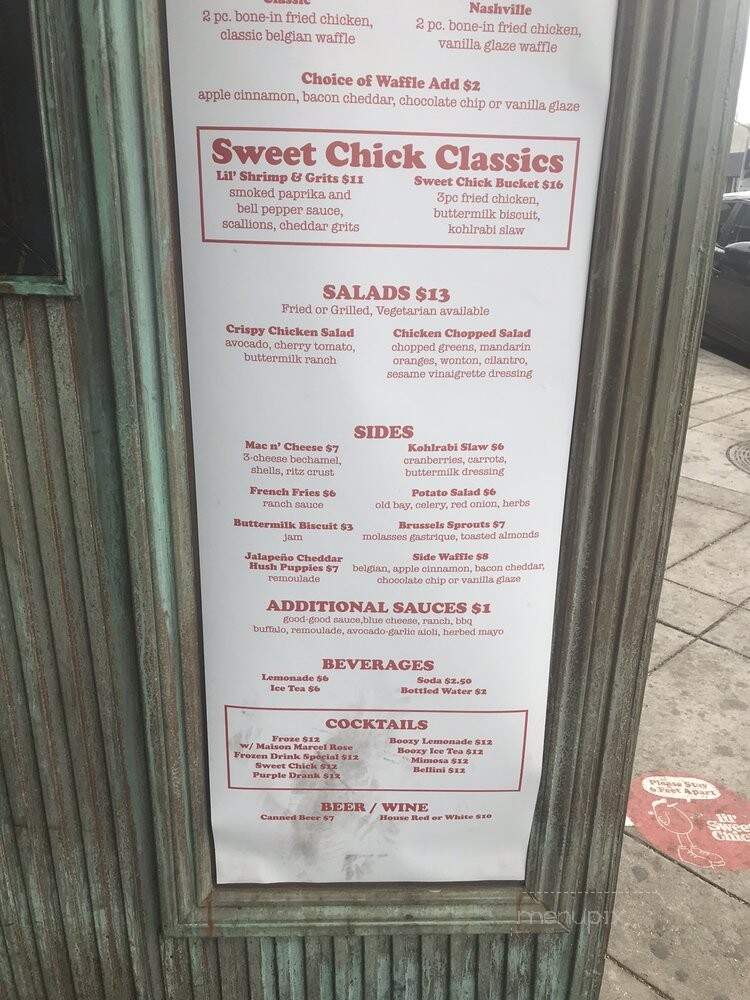 Classic
2 pc. bone-in fried chicken,
classic belgian waffle
Nashville
2 pc. bone-in fried chicken,
vanilla glaze waffle
Choice of Waffle Add $2
apple cinnamon, bacon cheddar, chocolate chip or vanilla glaze
Sweet Chick Classics
Lil' Shrimp & Grits $11
smoked paprika and
bell pepper sauce,
scallions, cheddar grits
Sweet Chick Bucket $16
3pc fried chicken,
buttermilk biscuit,
kohlrabi slaw
SALADS $13
Fried or Grilled, Vegetarian available
Crispy Chicken Salad
avocado, cherry tomato,
buttermilk ranch
Chicken Chopped Salad
chopped greens, mandarin
oranges, wonton, cilantro,
sesame vinaigrette dressing
SIDES
Mac n' Cheese $7
3-cheese bechamel,
shells, ritz crust
Kohlrabi Slaw $6
cranberries, carrots,
buttermilk dressing
French Fries $6
ranch sauce
Potato Salad $6
old bay, celery, red onion, herbs
Buttermilk Biscuit $3
jam
Brussels Sprouts $7
molasses gastrique, toasted almonds
Jalapeño Cheddar
Hush Puppies $7
remoulade
Side Waffle $8
belgian, apple cinnamon, bacon cheddar,
chocolate chip or vanilla glaze
ADDITIONAL SAUCES $1
good-good sauce,blue cheese, ranch, bbq
buffalo, remoulade, avocado-garlic aioli, herbed mayo
BEVERAGES
Lemonade $6
Ice Tea $6
Soda $2.50
Bottled Water $2
COCKTAILS
Froze $12
w/ Maison Marcel Rose
Frozen Drink Special $12
Sweet Chick $12
Purple Drank $12
Boozy Lemonade $12
Boozy Ice Tea $12
Mimosa $12
Bellini $12
BEER / WINE
Canned Beer $7
House Red or White $10
Please Stay
6 Feet Apart
Sweet
Chick
menupix